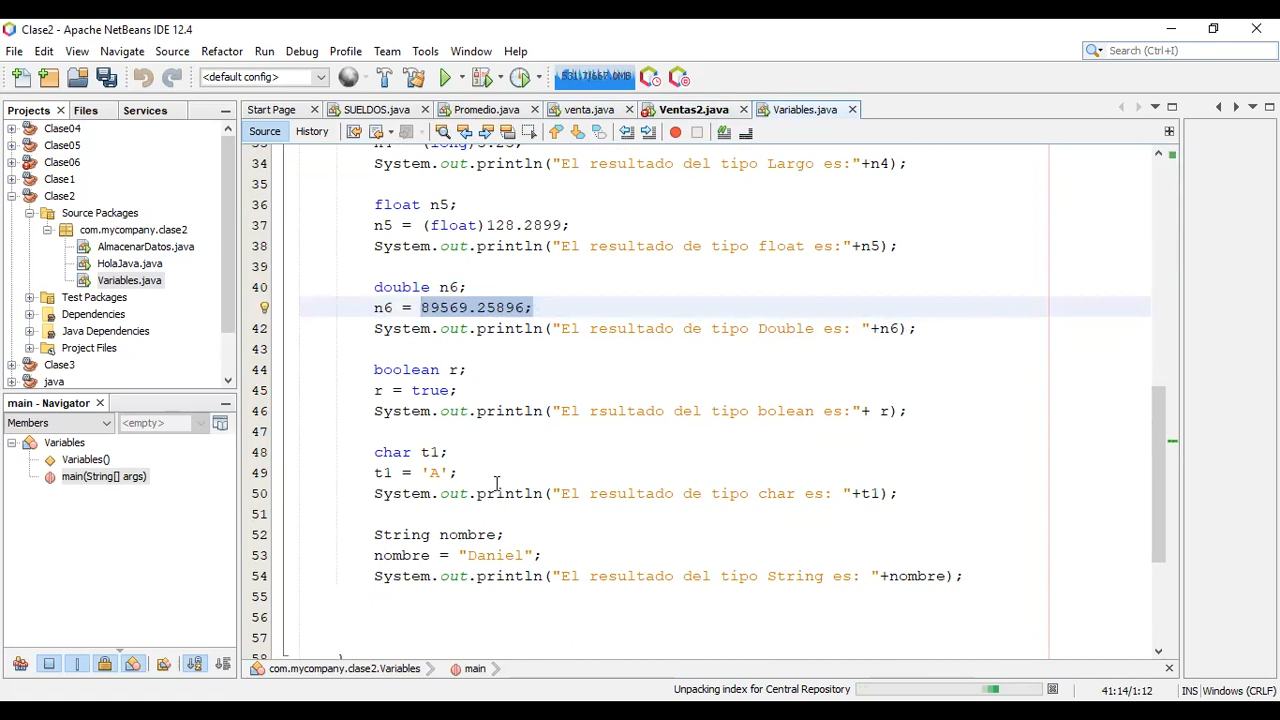 Clase2 - Apache NetBeans IDE 12.4
File Edit View Navigate Source Refactor Run Debug Profile Team Tools Window Help
Search (Ctrl+I)
<default config>
531.7/667.0MB
Projects Files Services
Start Page SUELDOS.java Promedio.java venta.java Ventas2.java Variables.java
Source History
Clase04
Clase05
Clase06
Clase1
Clase2
Source Packages
com.mycompany.clase2
AlmacenarDatos.java
HolaJava.java
Variables.java
Test Packages
Dependencies
Java Dependencies
Project Files
Clase3
java
main - Navigator
Members <empty>
Variables
Variables()
main(String[] args)
34 System.out.println("El resultado del tipo Largo es:"+n4);
35
36 float n5;
37 n5 = (float)128.2899;
38 System.out.println("El resultado de tipo float es:"+n5);
39
40 double n6;
n6 = 89569.25896;
42 System.out.println("El resultado de tipo Double es: "+n6);
43
44 boolean r;
45 r = true;
46 System.out.println("El rsultado del tipo bolean es:"+ r);
47
48 char t1;
49 t1 = 'A';
50 System.out.println("El resultado de tipo char es: "+t1);
51
52 String nombre;
53 nombre = "Daniel";
54 System.out.println("El resultado del tipo String es: "+nombre);
55
56
57
58 }
com.mycompany.clase2.Variables main
Unpacking index for Central Repository 41:14/1:12 INS Windows (CRLF)